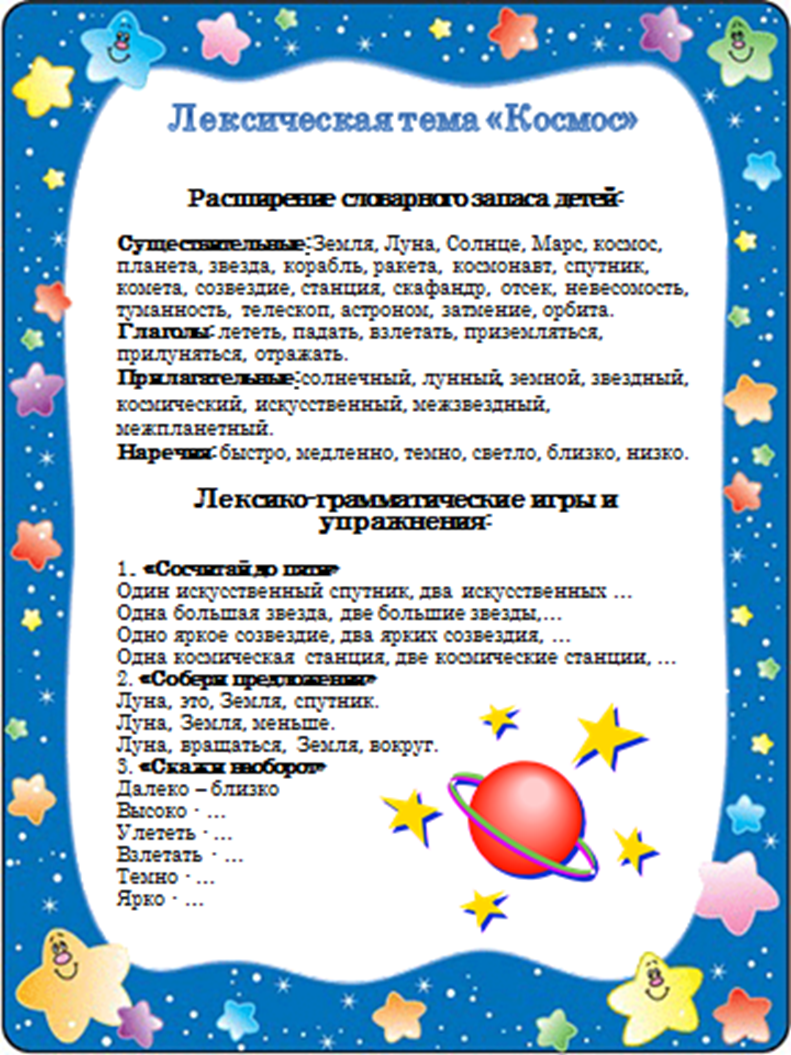 Лексическая тема «Космос»
Расширение словарного запаса детей:
Существительные: Земля, Луна, Солнце, Марс, космос,
планета, звезда, корабль, ракета, космонавт, спутник,
комета, созвездие, станция, скафандр, отсек, невесомость,
туманность, телескоп, астроном, затмение, орбита.
Глаголы: лететь, падать, взлетать, приземляться,
прилуняться, отражать.
Прилагательные: солнечный, лунный, земной, звездный,
космический, искусственный, межзвездный,
межпланетный.
Наречия: быстро, медленно, темно, светло, близко, низко.
Лексико-грамматические игры и
упражнения:
1. «Сосчитай до пяти»
Один искусственный спутник, два искусственных …
Одна большая звезда, две большие звезды,…
Одно яркое созвездие, два ярких созвездия, …
Одна космическая станция, две космические станции, …
2. «Собери предложения»
Луна, это, Земля, спутник.
Луна, Земля, меньше.
Луна, вращаться, Земля, вокруг.
3. «Скажи наоборот»
Далеко – близко
Высоко - …
Улететь - …
Взлетать - …
Темно - …
Ярко - …